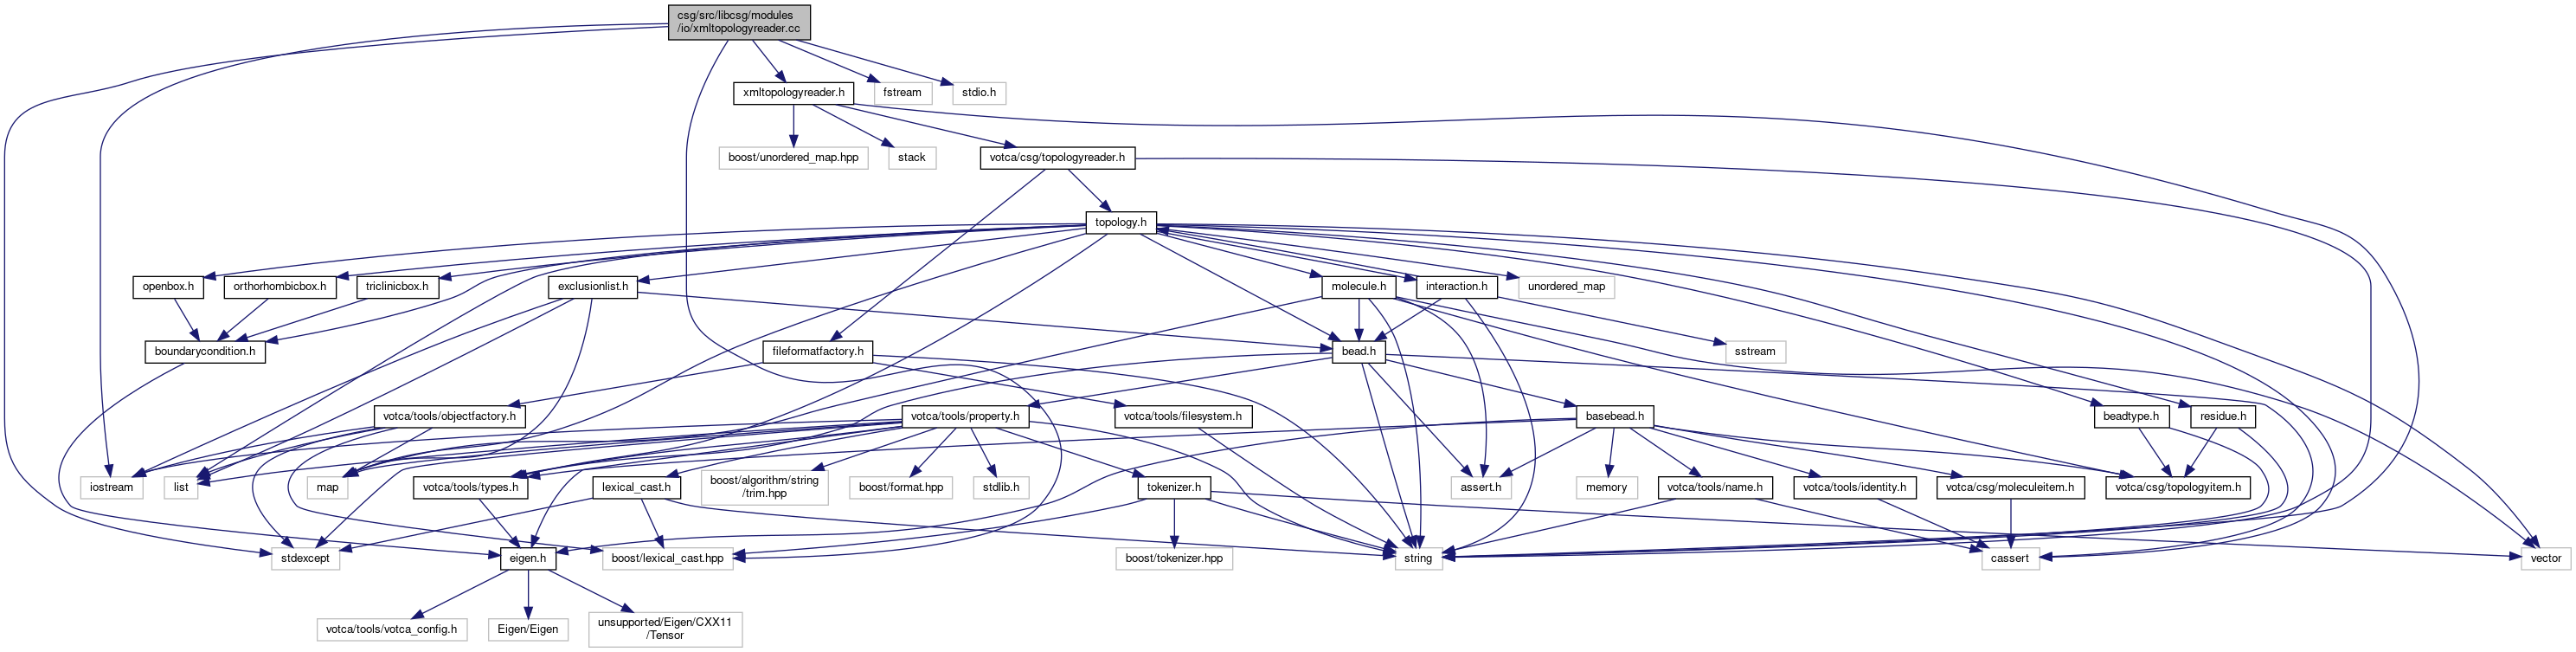 csg/src/libcsg/modules
/io/xmltopologyreader.cc
xmltopologyreader.h
fstream
stdio.h
boost/unordered_map.hpp
stack
votca/csg/topologyreader.h
topology.h
openbox.h
orthorhombicbox.h
triclinicbox.h
exclusionlist.h
molecule.h
interaction.h
unordered_map
boundarycondition.h
fileformatfactory.h
bead.h
sstream
votca/tools/objectfactory.h
votca/tools/property.h
votca/tools/filesystem.h
basebead.h
beadtype.h
residue.h
iostream
list
map
votca/tools/types.h
lexical_cast.h
boost/algorithm/string
/trim.hpp
boost/format.hpp
stdlib.h
tokenizer.h
assert.h
memory
votca/tools/name.h
votca/tools/identity.h
votca/csg/moleculeitem.h
votca/csg/topologyitem.h
stdexcept
eigen.h
boost/lexical_cast.hpp
boost/tokenizer.hpp
string
cassert
vector
votca/tools/votca_config.h
Eigen/Eigen
unsupported/Eigen/CXX11
/Tensor